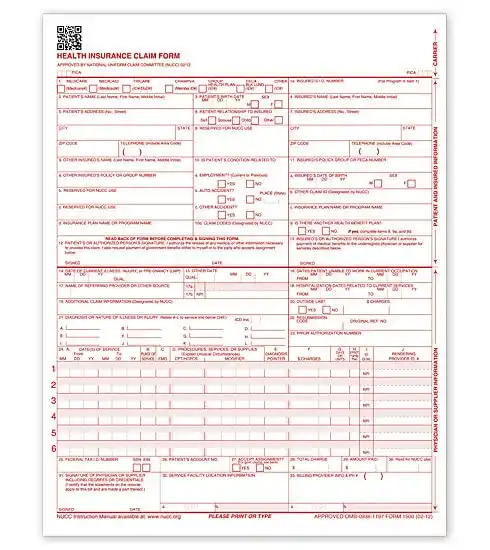 HEALTH INSURANCE CLAIM FORM
APPROVED BY NATIONAL UNIFORM CLAIM COMMITTEE (NUCC) 02/12
PICA PICA
CARRIER
1. MEDICARE MEDICAID TRICARE CHAMPVA GROUP HEALTH PLAN FECA BLK LUNG OTHER 1a. INSURED'S I.D. NUMBER (For Program in Item 1)
2. PATIENT'S NAME (Last Name, First Name, Middle Initial) 3. PATIENT'S BIRTH DATE SEX 4. INSURED'S NAME (Last Name, First Name, Middle Initial)
MM DD YY M F
5. PATIENT'S ADDRESS (No., Street) 6. PATIENT RELATIONSHIP TO INSURED 7. INSURED'S ADDRESS (No., Street)
Self Spouse Child Other
CITY STATE 8. RESERVED FOR NUCC USE CITY STATE
ZIP CODE TELEPHONE (Include Area Code) ZIP CODE TELEPHONE (Include Area Code)
( ) ( )
9. OTHER INSURED'S NAME (Last Name, First Name, Middle Initial) 10. IS PATIENT'S CONDITION RELATED TO: 11. INSURED'S POLICY GROUP OR FECA NUMBER
a. OTHER INSURED'S POLICY OR GROUP NUMBER a. EMPLOYMENT? (Current or Previous) a. INSURED'S DATE OF BIRTH SEX
YES NO MM DD YY M F
b. RESERVED FOR NUCC USE b. AUTO ACCIDENT? PLACE (State) b. OTHER CLAIM ID (Designated by NUCC)
YES NO
c. RESERVED FOR NUCC USE c. OTHER ACCIDENT? c. INSURANCE PLAN NAME OR PROGRAM NAME
YES NO
d. INSURANCE PLAN NAME OR PROGRAM NAME 10d. CLAIM CODES (Designated by NUCC) d. IS THERE ANOTHER HEALTH BENEFIT PLAN?
YES NO If yes, complete items 9, 9a, and 9d.
PATIENT AND INSURED INFORMATION
READ BACK OF FORM BEFORE COMPLETING & SIGNING THIS FORM.
12. PATIENT'S OR AUTHORIZED PERSON'S SIGNATURE I authorize the release of any medical or other information necessary
to process this claim. I also request payment of government benefits either to myself or to the party who accepts assignment
below.
13. INSURED'S OR AUTHORIZED PERSON'S SIGNATURE I authorize
payment of medical benefits to the undersigned physician or supplier for
services described below.
SIGNED DATE SIGNED
14. DATE OF CURRENT ILLNESS, INJURY, or PREGNANCY (LMP) 15. OTHER DATE 16. DATES PATIENT UNABLE TO WORK IN CURRENT OCCUPATION
MM DD YY QUAL. QUAL. MM DD YY FROM TO
17. NAME OF REFERRING PROVIDER OR OTHER SOURCE 17a. 18. HOSPITALIZATION DATES RELATED TO CURRENT SERVICES
17b. NPI FROM TO
19. ADDITIONAL CLAIM INFORMATION (Designated by NUCC) 20. OUTSIDE LAB? $ CHARGES
YES NO
21. DIAGNOSIS OR NATURE OF ILLNESS OR INJURY Relate A-L to service line below (24E) ICD Ind. 22. RESUBMISSION CODE ORIGINAL REF. NO.
A. B. C. D.
E. F. G. H. 23. PRIOR AUTHORIZATION NUMBER
I. J. K. L.
24. A. DATE(S) OF SERVICE B. C. D. PROCEDURES, SERVICES, OR SUPPLIES E. F. G. H. I. J.
From To PLACE OF SERVICE EMG (Explain Unusual Circumstances) DIAGNOSIS POINTER $ CHARGES DAYS OR UNITS ID. QUAL. RENDERING PROVIDER ID. #
MM DD YY MM DD YY CPT/HCPCS MODIFIER
1 NPI
2 NPI
3 NPI
4 NPI
5 NPI
6 NPI
PHYSICIAN OR SUPPLIER INFORMATION
25. FEDERAL TAX I.D. NUMBER SSN EIN 26. PATIENT'S ACCOUNT NO. 27. ACCEPT ASSIGNMENT? 28. TOTAL CHARGE 29. AMOUNT PAID 30. Rsvd for NUCC Use
YES NO $ $
31. SIGNATURE OF PHYSICIAN OR SUPPLIER 32. SERVICE FACILITY LOCATION INFORMATION 33. BILLING PROVIDER INFO & PH # ( )
INCLUDING DEGREES OR CREDENTIALS
(I certify that the statements on the reverse
apply to this bill and are made a part thereof.)
SIGNED DATE a. b. a. b.
NUCC Instruction Manual available at: www.nucc.org PLEASE PRINT OR TYPE APPROVED OMB-0938-1197 FORM 1500 (02-12)